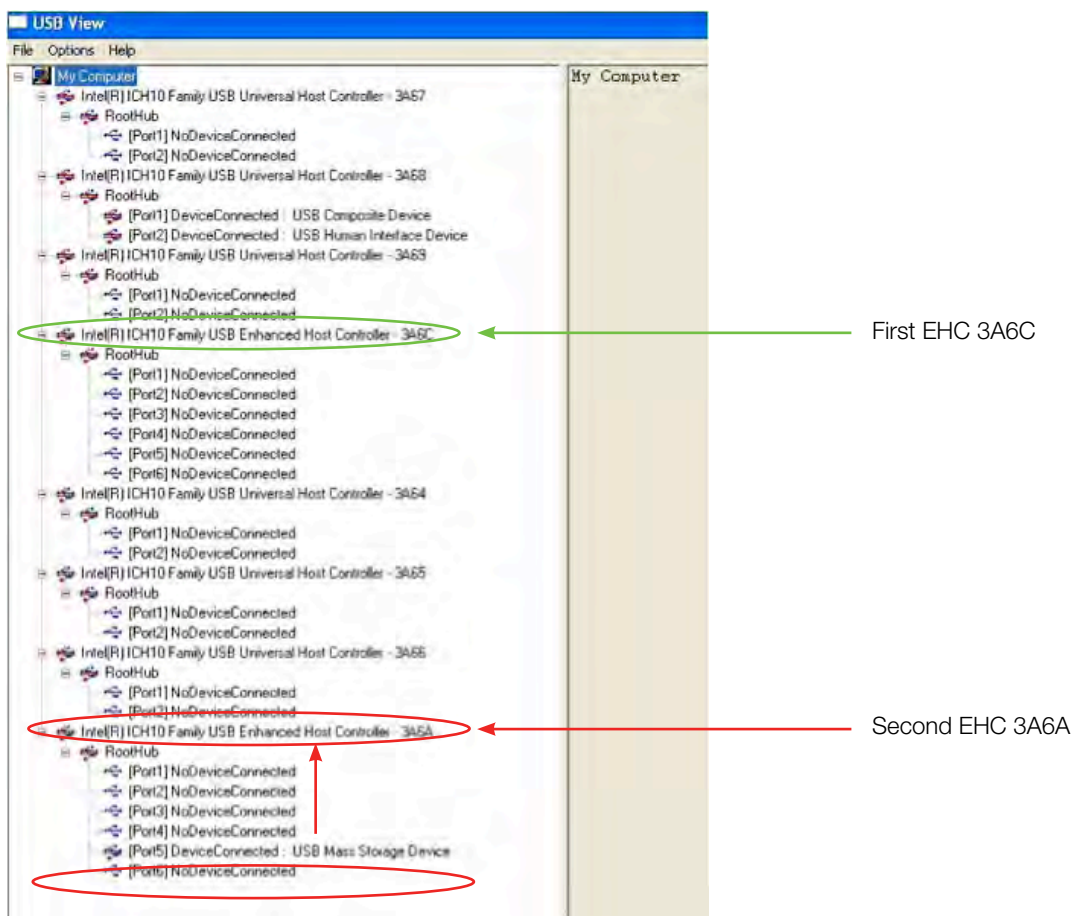 USB View
File Options Help
My Computer
My Computer
Intel(R) ICH10 Family USB Universal Host Controller - 3A67
RootHub
[Port1] NoDeviceConnected
[Port2] NoDeviceConnected
Intel(R) ICH10 Family USB Universal Host Controller - 3A68
RootHub
[Port1] DeviceConnected : USB Composite Device
[Port2] DeviceConnected : USB Human Interface Device
Intel(R) ICH10 Family USB Universal Host Controller - 3A69
RootHub
[Port1] NoDeviceConnected
[Port2] NoDeviceConnected
Intel(R) ICH10 Family USB Enhanced Host Controller - 3A6C
First EHC 3A6C
RootHub
[Port1] NoDeviceConnected
[Port2] NoDeviceConnected
[Port3] NoDeviceConnected
[Port4] NoDeviceConnected
[Port5] NoDeviceConnected
[Port6] NoDeviceConnected
Intel(R) ICH10 Family USB Universal Host Controller - 3A64
RootHub
[Port1] NoDeviceConnected
[Port2] NoDeviceConnected
Intel(R) ICH10 Family USB Universal Host Controller - 3A65
RootHub
[Port1] NoDeviceConnected
[Port2] NoDeviceConnected
Intel(R) ICH10 Family USB Universal Host Controller - 3A66
RootHub
[Port1] NoDeviceConnected
[Port2] NoDeviceConnected
Intel(R) ICH10 Family USB Enhanced Host Controller - 3A6A
Second EHC 3A6A
RootHub
[Port1] NoDeviceConnected
[Port2] NoDeviceConnected
[Port3] NoDeviceConnected
[Port4] NoDeviceConnected
[Port5] DeviceConnected : USB Mass Storage Device
[Port6] NoDeviceConnected